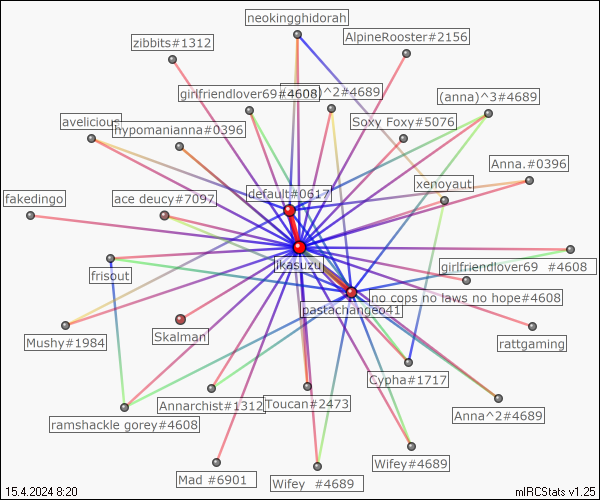 neokingghidorah
AlpineRooster#2156
zibbits#1312
girlfriendlover69#4608
)^2#4689
(anna)^3#4689
avelicious
hypomanianna#0396
Soxy Foxy#5076
Anna.#0396
xenoyaut
default#0617
fakedingo
ace deucy#7097
jkasuzu
girlfriendlover69 #4608
frisout
no cops no laws no hope#4608
pastachangeo41
Skalman
Mushy#1984
rattgaming
Cypha#1717
Annarchist#1312
Toucan#2473
Anna^2#4689
ramshackle gorey#4608
Wifey#4689
Mad #6901
Wifey #4689
15.4.2024 8:20
mIRCStats v1.25